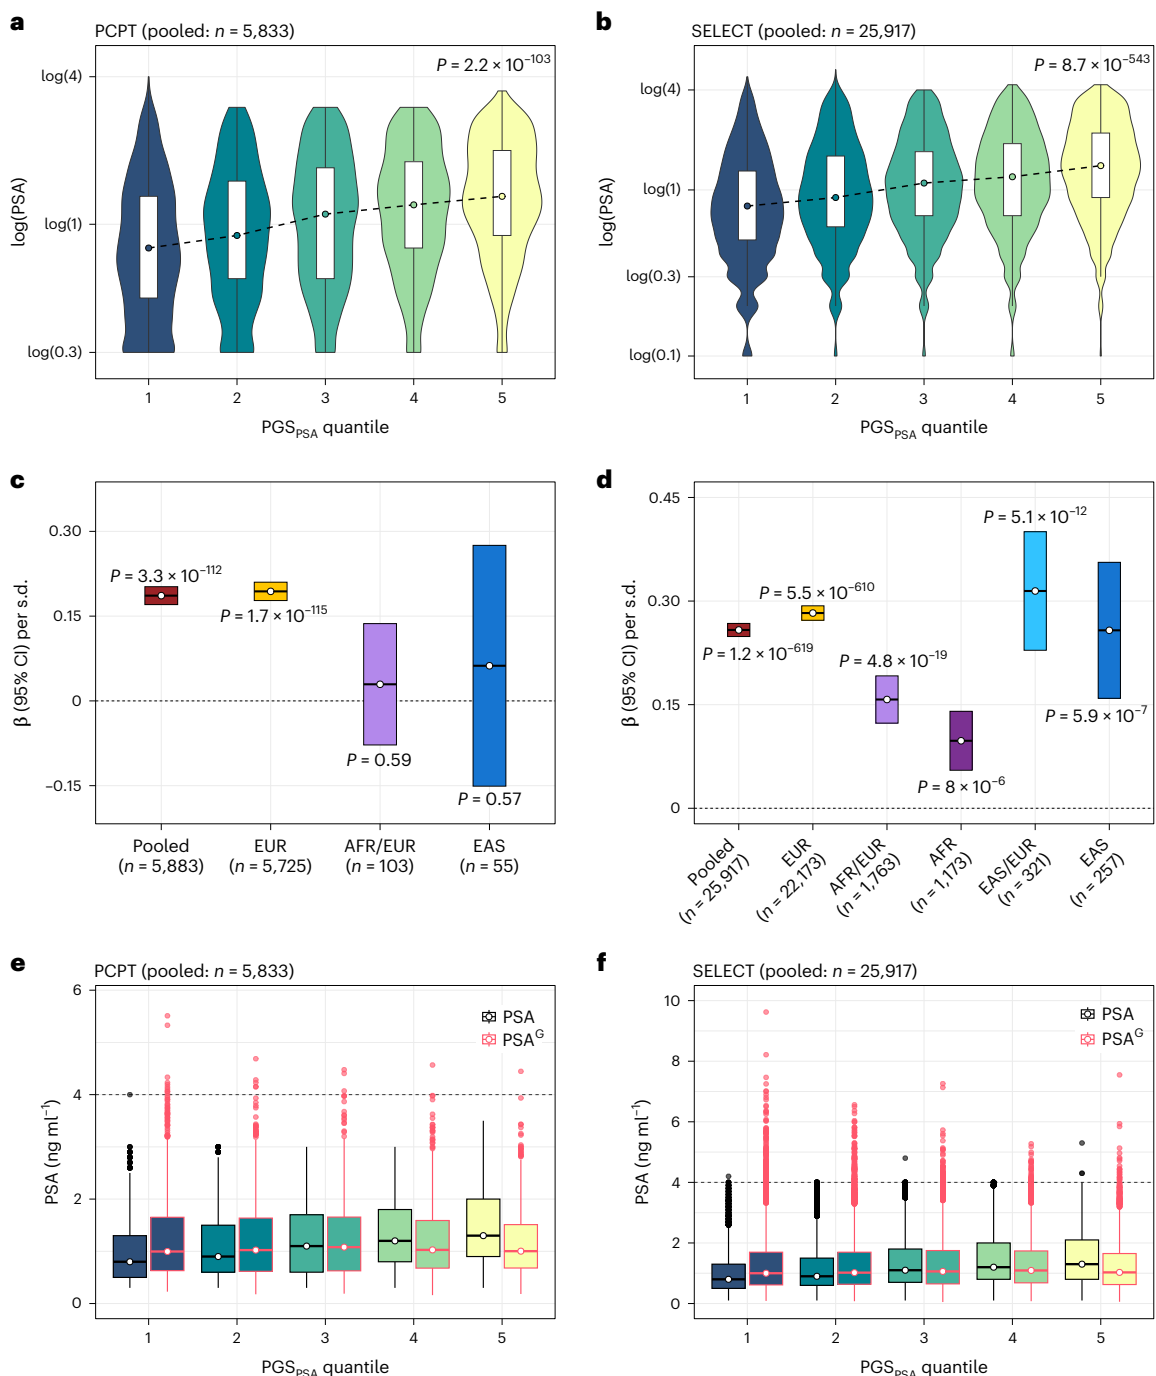 a
PCPT (pooled: n = 5,833)
P = 2.2 × 10−103
log(4)
log(1)
log(0.3)
log(PSA)
1 2 3 4 5
PGSPSA quantile
b
SELECT (pooled: n = 25,917)
P = 8.7 × 10−543
log(4)
log(1)
log(0.3)
log(0.1)
log(PSA)
1 2 3 4 5
PGSPSA quantile
c
0.30
0.15
0
−0.15
β (95% CI) per s.d.
P = 3.3 × 10−112
P = 1.7 × 10−115
P = 0.59
P = 0.57
Pooled EUR AFR/EUR EAS
(n = 5,883) (n = 5,725) (n = 103) (n = 55)
d
0.45
0.30
0.15
0
β (95% CI) per s.d.
P = 5.1 × 10−12
P = 5.5 × 10−610
P = 1.2 × 10−619
P = 4.8 × 10−19
P = 5.9 × 10−7
P = 8 × 10−6
Pooled
(n = 25,917)
EUR
(n = 22,173)
AFR/EUR
(n = 1,763)
AFR
(n = 1,173)
EAS/EUR
(n = 321)
EAS
(n = 257)
e
PCPT (pooled: n = 5,833)
6
4
2
0
PSA (ng ml−1)
PSA
PSAG
1 2 3 4 5
PGSPSA quantile
f
SELECT (pooled: n = 25,917)
10
8
6
4
2
0
PSA (ng ml−1)
PSA
PSAG
1 2 3 4 5
PGSPSA quantile